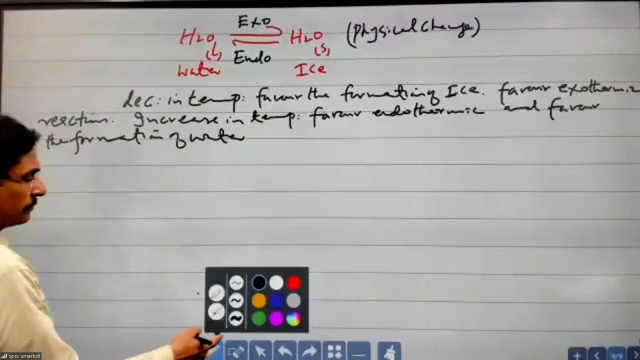 Exo
H2O ⇌ H2O (Physical Change)
(L) Endo (s)
Water Ice
dec: in temp: favour the formation of Ice. favour exothermic
reaction. Increase in temp: favour endothermic and favour
the formation of water